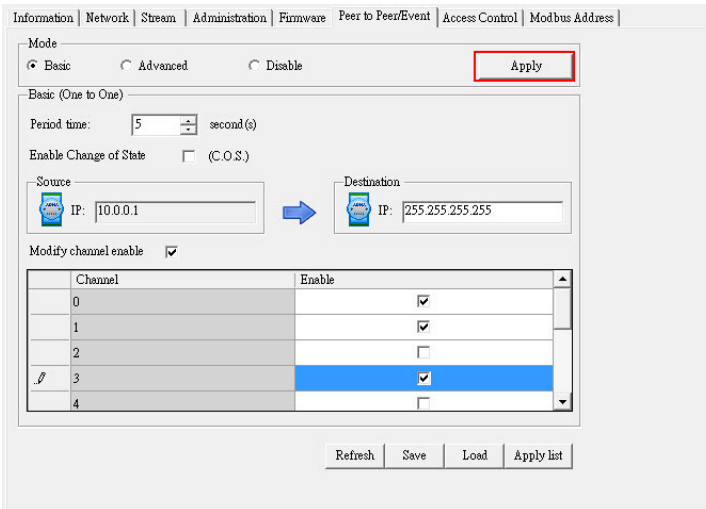 Information Network Stream Administration Firmware Peer to Peer/Event Access Control Modbus Address
Mode
Basic Advanced Disable Apply
Basic (One to One)
Period time: 5 second(s)
Enable Change of State (C.O.S.)
Source Destination
IP: 10.0.0.1 IP: 255.255.255.255
Modify channel enable
Channel Enable
0
1
2
3
4
Refresh Save Load Apply list